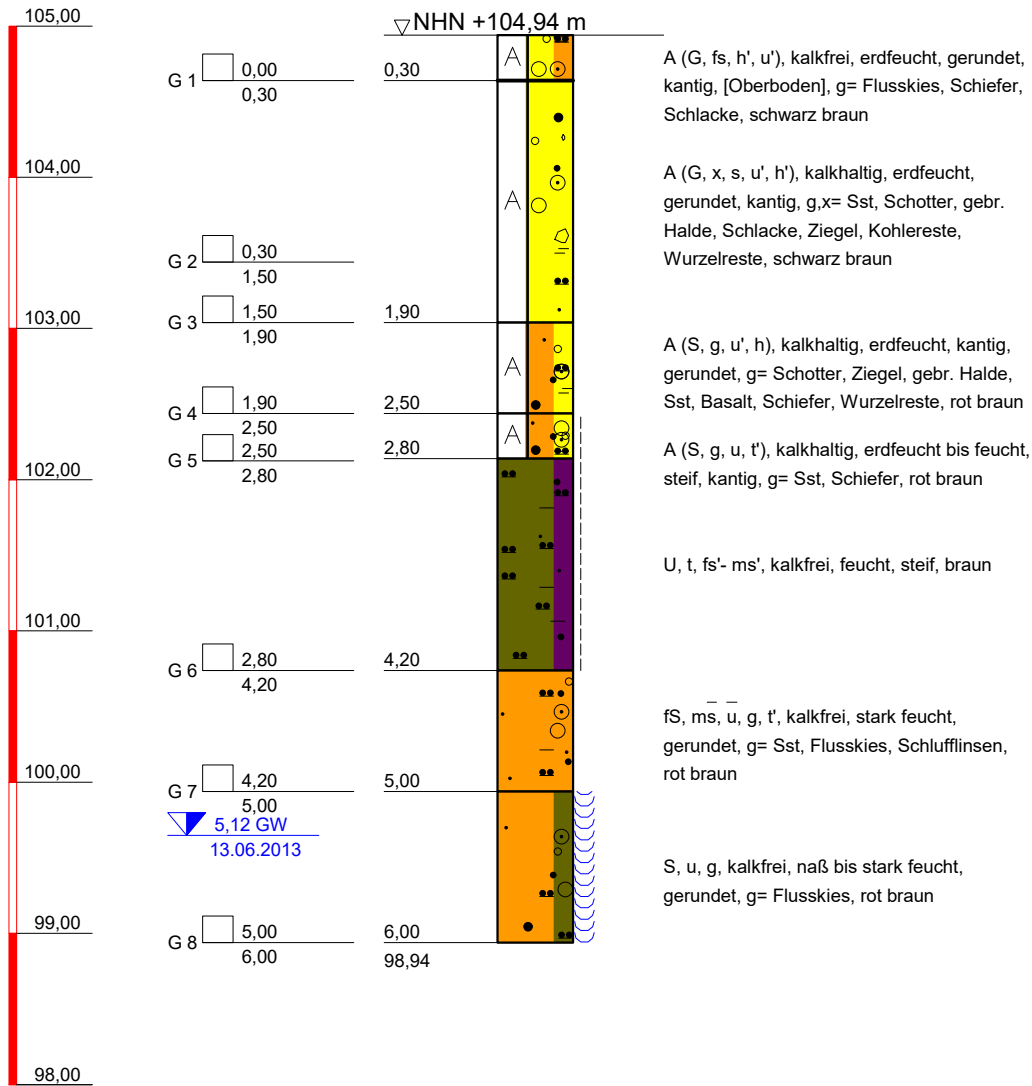 105,00
NHN +104,94 m
G 1
0,00
0,30
0,30
A
A (G, fs, h', u'), kalkfrei, erdfeucht, gerundet,
kantig, [Oberboden], g= Flusskies, Schiefer,
Schlacke, schwarz braun
104,00
A
A (G, x, s, u', h'), kalkhaltig, erdfeucht,
gerundet, kantig, g,x= Sst, Schotter, gebr.
Halde, Schlacke, Ziegel, Kohlereste,
Wurzelreste, schwarz braun
G 2
0,30
1,50
103,00
G 3
1,50
1,90
1,90
A
A (S, g, u', h), kalkhaltig, erdfeucht, kantig,
gerundet, g= Schotter, Ziegel, gebr. Halde,
Sst, Basalt, Schiefer, Wurzelreste, rot braun
G 4
1,90
2,50
2,50
A
G 5
2,50
2,80
2,80
A (S, g, u, t'), kalkhaltig, erdfeucht bis feucht,
steif, kantig, g= Sst, Schiefer, rot braun
102,00
U, t, fs'- ms', kalkfrei, feucht, steif, braun
101,00
G 6
2,80
4,20
4,20
fS, ms̅, u̅, g, t', kalkfrei, stark feucht,
gerundet, g= Sst, Flusskies, Schlufflinsen,
rot braun
100,00
G 7
4,20
5,00
5,00
5,12 GW
13.06.2013
S, u, g, kalkfrei, naß bis stark feucht,
gerundet, g= Flusskies, rot braun
99,00
G 8
5,00
6,00
6,00
98,94
98,00